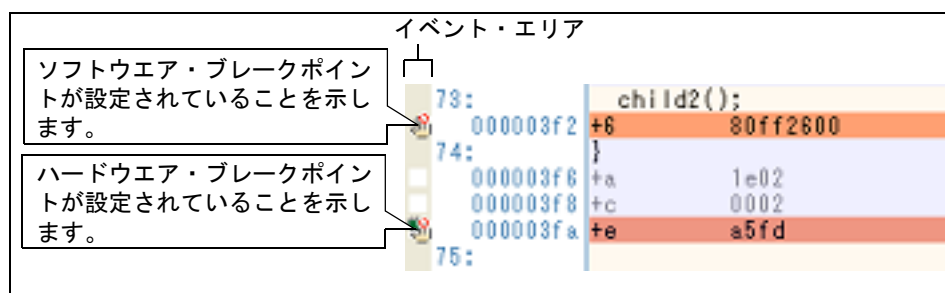 イベント・エリア
ソフトウエア・ブレークポイン
トが設定されていることを示し
ます。
ハードウエア・ブレークポイン
トが設定されていることを示し
ます。
73: child2();
000003f2 +6 80ff2600
74: }
000003f6 +a 1e02
000003f8 +c 0002
000003fa +e a5fd
75: